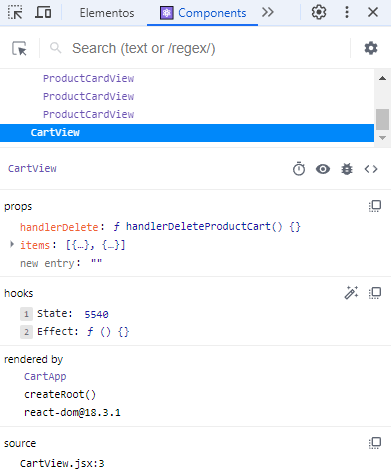 Elementos Components
Search (text or /regex/)
ProductCardView
ProductCardView
ProductCardView
CartView
CartView
props
handlerDelete: ƒ handlerDeleteProductCart() {}
items: [{…}, {…}]
new entry: ""
hooks
1 State: 5540
2 Effect: ƒ () {}
rendered by
CartApp
createRoot()
react-dom@18.3.1
source
CartView.jsx:3